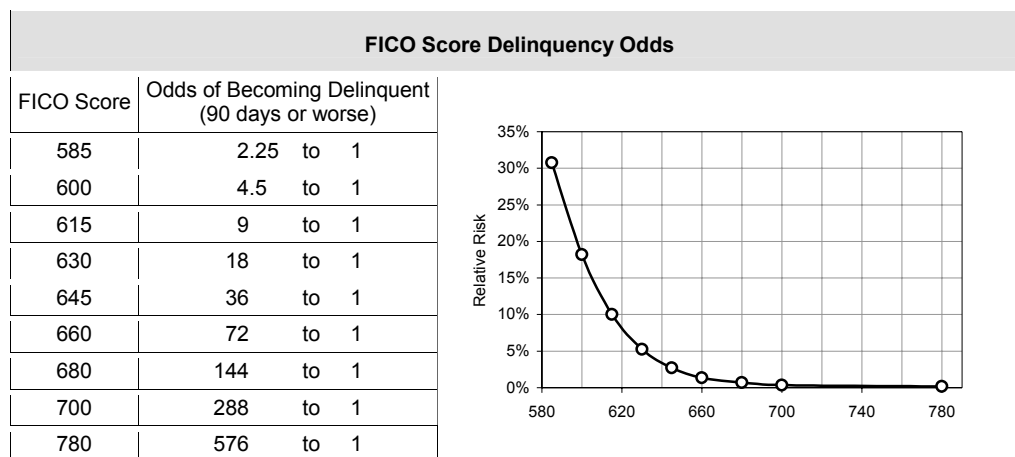 FICO Score Delinquency Odds
FICO Score
Odds of Becoming Delinquent
(90 days or worse)
585 2.25 to 1
600 4.5 to 1
615 9 to 1
630 18 to 1
645 36 to 1
660 72 to 1
680 144 to 1
700 288 to 1
780 576 to 1
Relative Risk
35%
30%
25%
20%
15%
10%
5%
0%
580 620 660 700 740 780